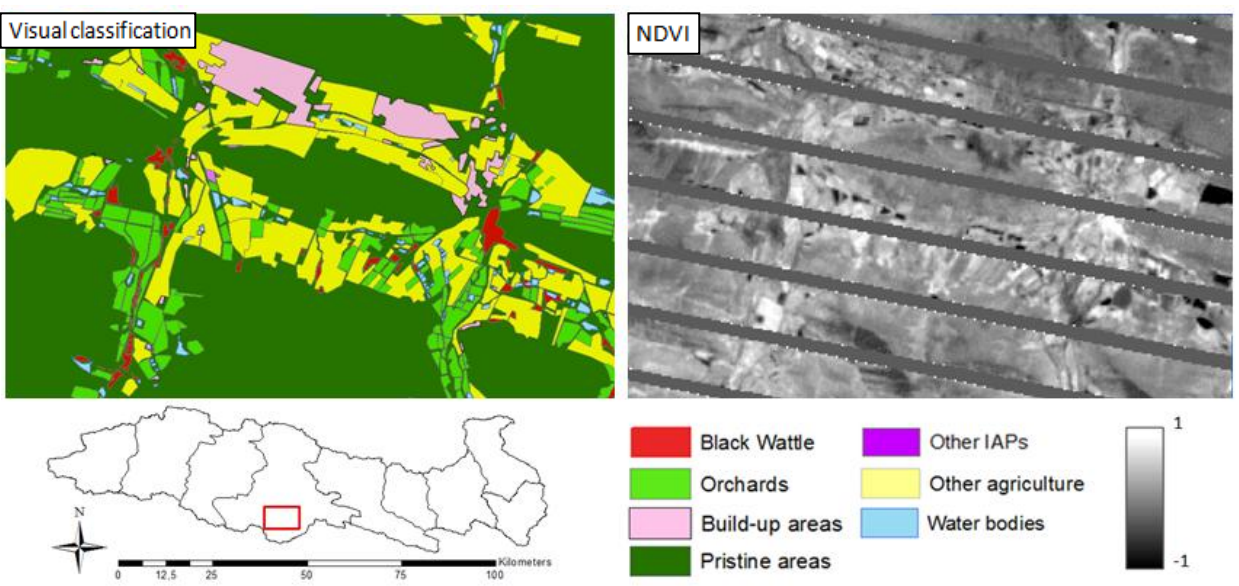 Visual classification
NDVI
Black Wattle
Orchards
Build-up areas
Pristine areas
Other IAPs
Other agriculture
Water bodies
1
-1
N
Kilometers
0 12,5 25 50 75 100